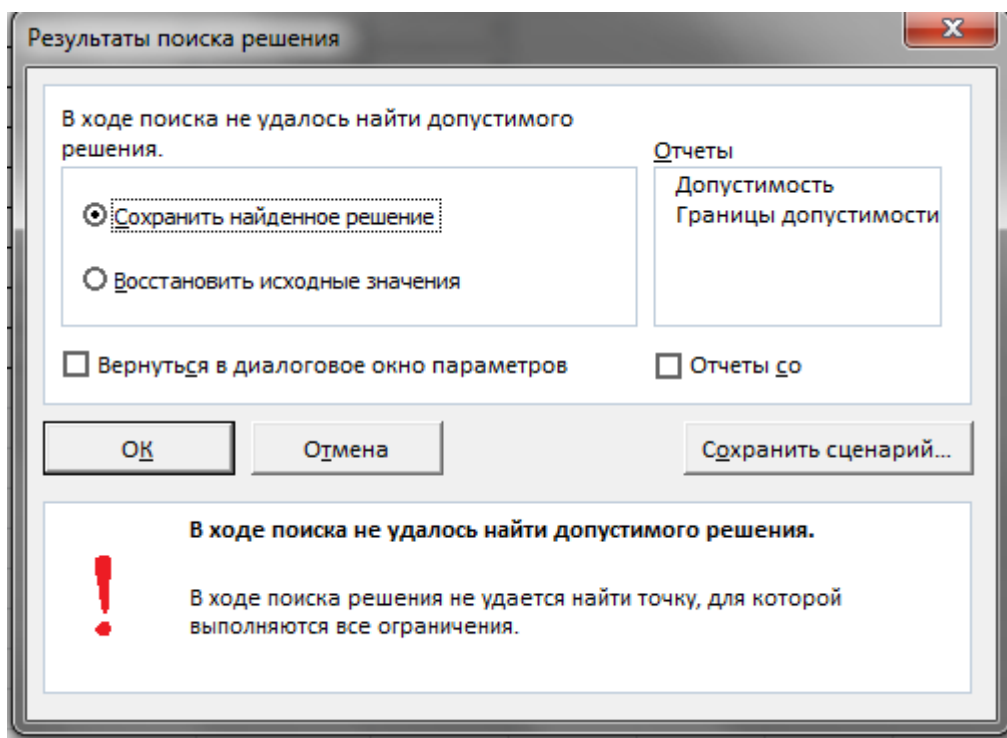 Результаты поиска решения
В ходе поиска не удалось найти допустимого
решения.
Отчеты
Сохранить найденное решение
Восстановить исходные значения
Допустимость
Границы допустимости
Вернуться в диалоговое окно параметров
Отчеты со
ОК
Отмена
Сохранить сценарий...
В ходе поиска не удалось найти допустимого решения.
В ходе поиска решения не удается найти точку, для которой
выполняются все ограничения.